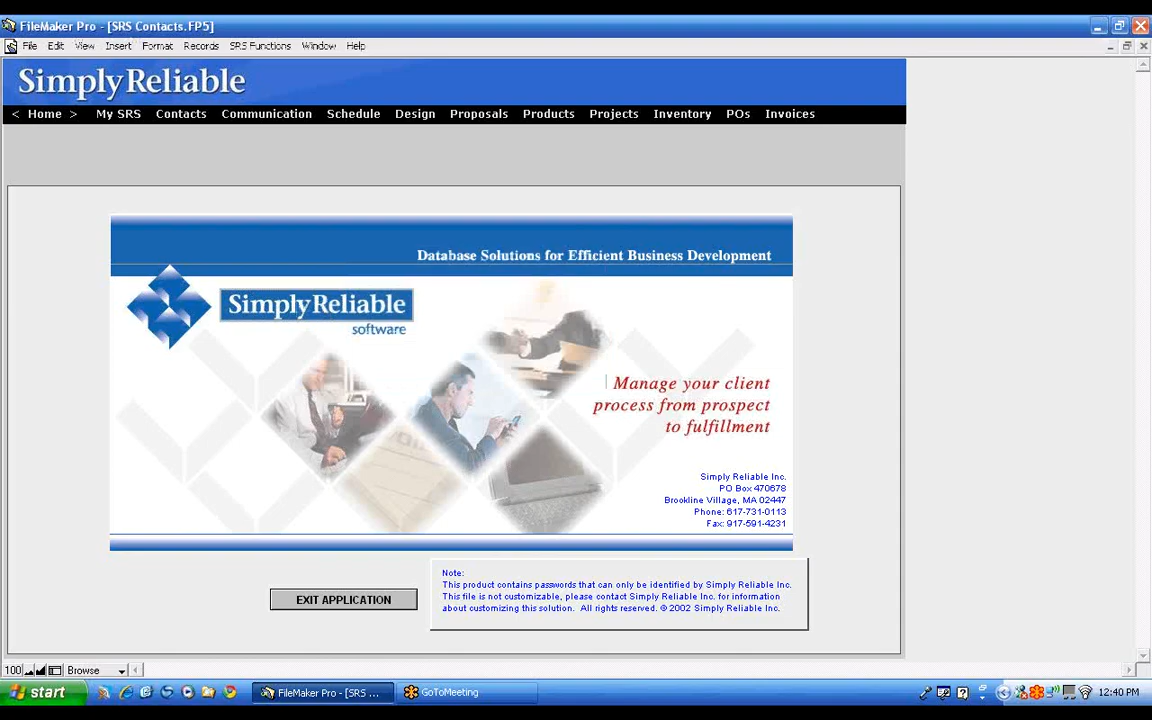 FileMaker Pro - [SRS Contacts.FP5]
File Edit View Insert Format Records SRS Functions Window Help
SimplyReliable
< Home > My SRS Contacts Communication Schedule Design Proposals Products Projects Inventory POs Invoices
Database Solutions for Efficient Business Development
SimplyReliable
software
Manage your client
process from prospect
to fulfillment
Simply Reliable Inc.
PO Box 470678
Brookline Village, MA 02447
Phone: 617-731-0113
Fax: 917-591-4231
Note:
This product contains passwords that can only be identified by Simply Reliable Inc.
This file is not customizable, please contact Simply Reliable Inc. for information
about customizing this solution. All rights reserved. © 2002 Simply Reliable Inc.
EXIT APPLICATION
100 Browse
start FileMaker Pro - [SRS ... GoToMeeting 12:40 PM